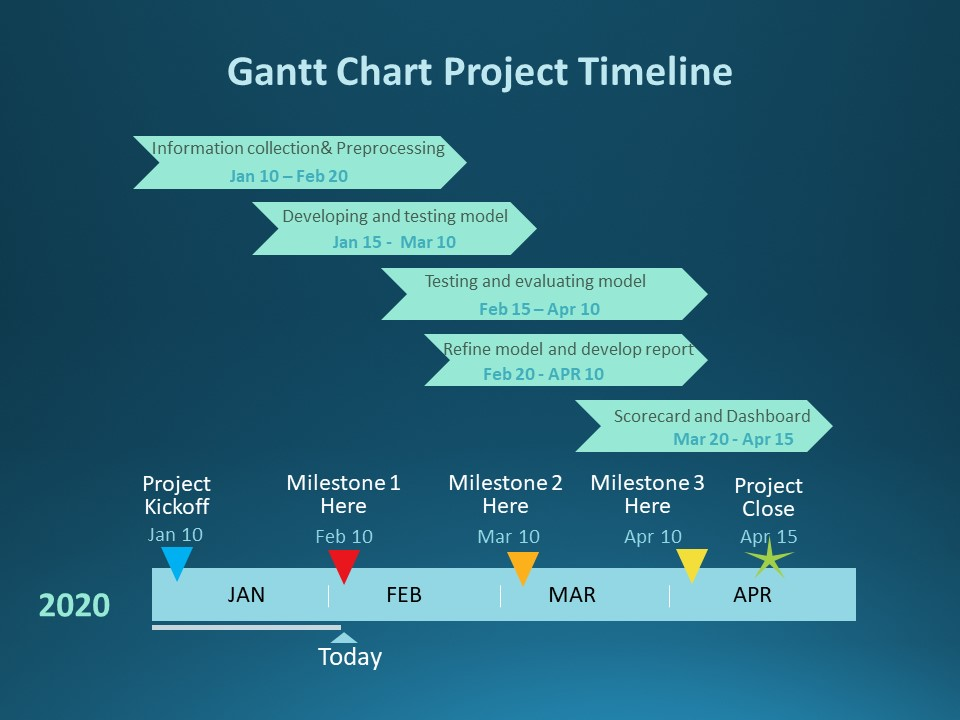 Gantt Chart Project Timeline
Information collection& Preprocessing
Jan 10 – Feb 20
Developing and testing model
Jan 15 -  Mar 10
Testing and evaluating model
Feb 15 – Apr 10
Refine model and develop report
Feb 20 - APR 10
Scorecard and Dashboard
Mar 20 - Apr 15
Project
Kickoff
Jan 10
Milestone 1
Here
Feb 10
Milestone 2
Here
Mar 10
Milestone 3
Here
Apr 10
Project
Close
Apr 15
2020
JAN
FEB
MAR
APR
Today